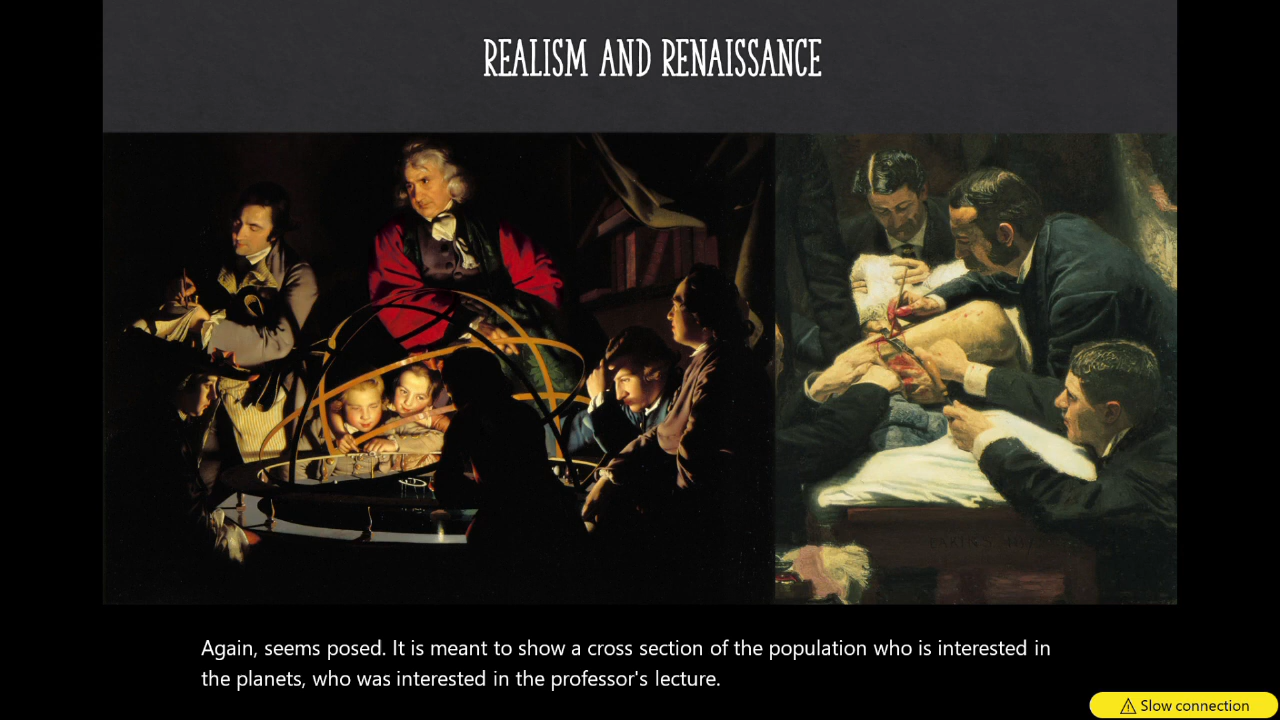 REALISM AND RENAISSANCE
Again, seems posed. It is meant to show a cross section of the population who is interested in
the planets, who was interested in the professor's lecture.
Slow connection